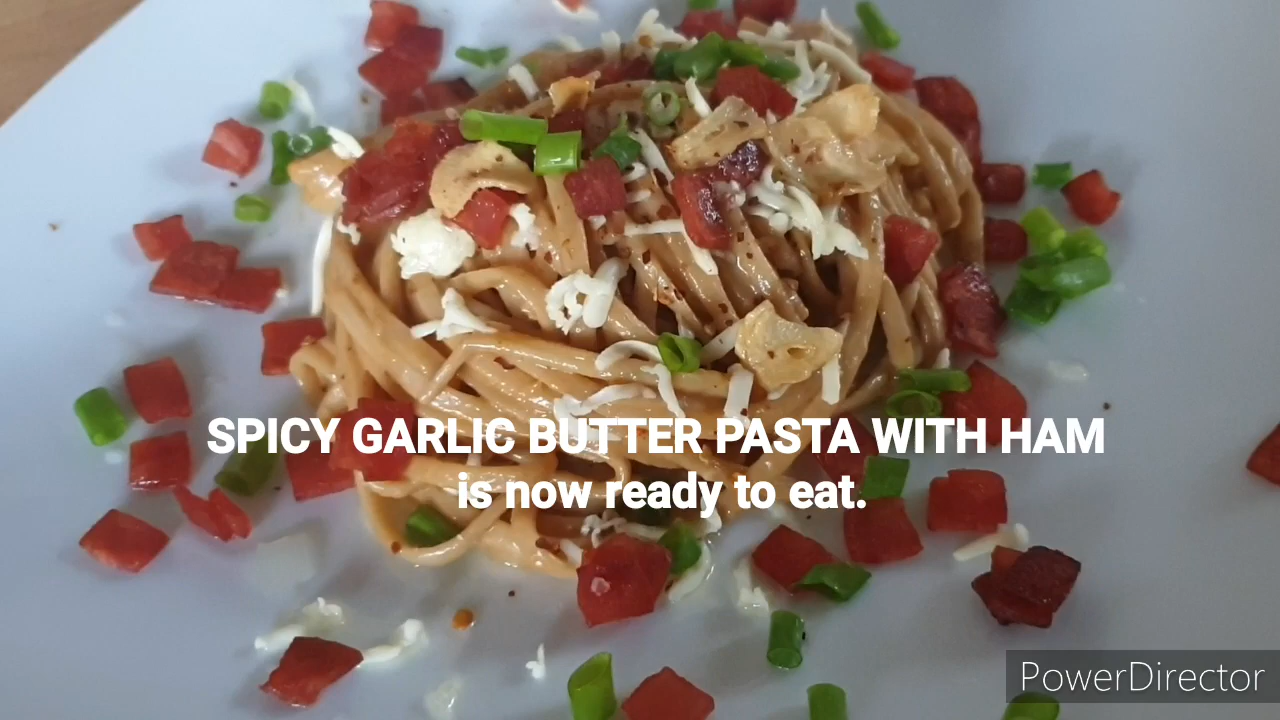 SPICY GARLIC BUTTER PASTA WITH HAM
is now ready to eat.
PowerDirector